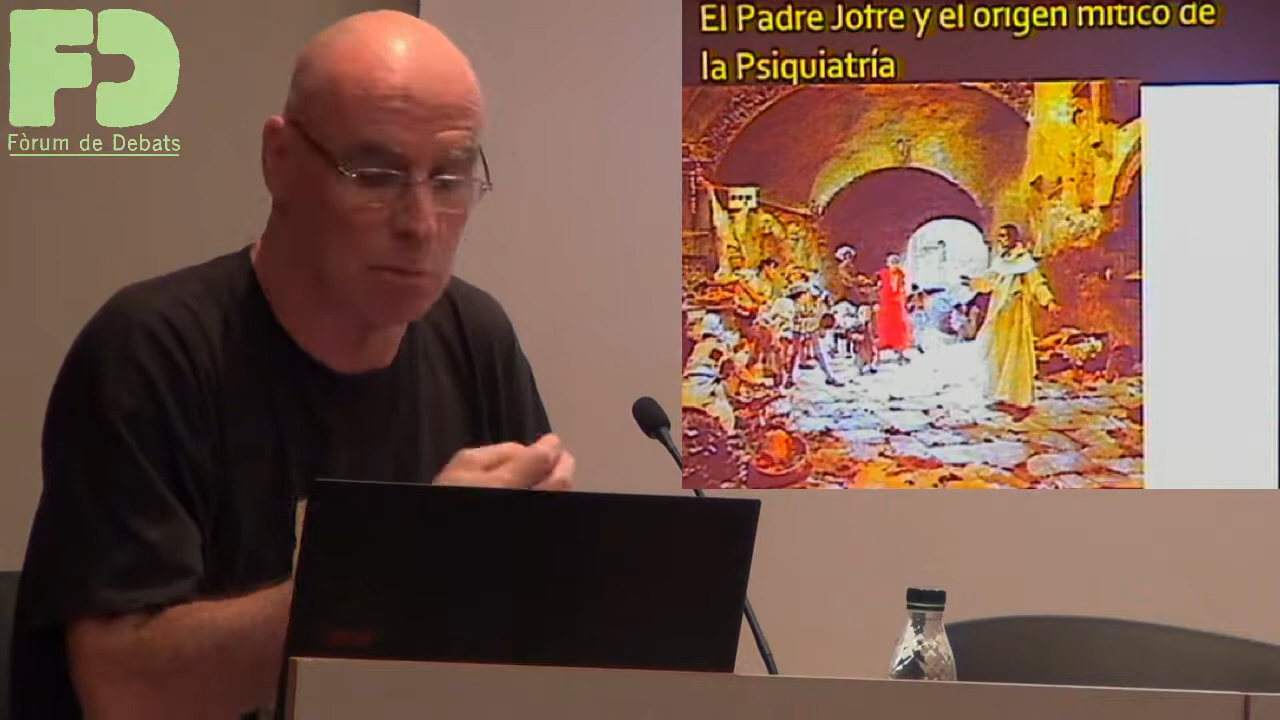 FD
Fòrum de Debats
El Padre Jofre y el origen mítico de
la Psiquiatría